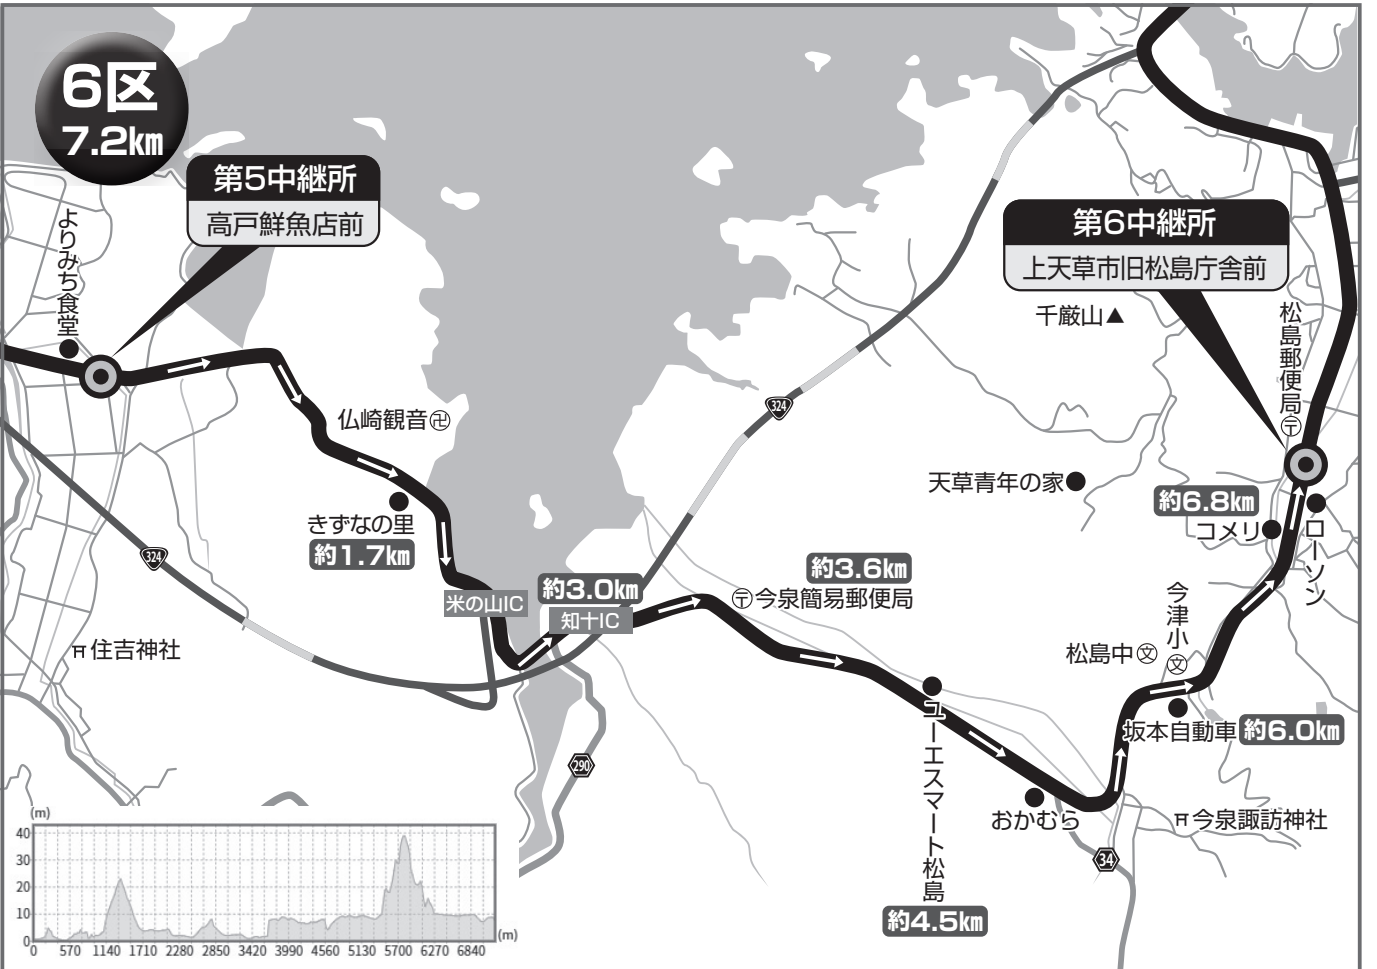 6区
7.2km
第5中継所
高戸鮮魚店前
よりみち食堂
第6中継所
上天草市旧松島庁舎前
千厳山▲
松島郵便局〒
324
仏崎観音卍
天草青年の家
約6.8km
コメリ
ローソン
きずなの里
約1.7km
324
約3.6km
〒今泉簡易郵便局
約3.0km
米の山IC
知十IC
今津小
文
松島中文
住吉神社
ユーエスマート松島
約4.5km
坂本自動車
約6.0km
290
おかむら
今泉諏訪神社
34
(m)
40
30
20
10
0
0 570 1140 1710 2280 2850 3420 3990 4560 5130 5700 6270 6840
(m)